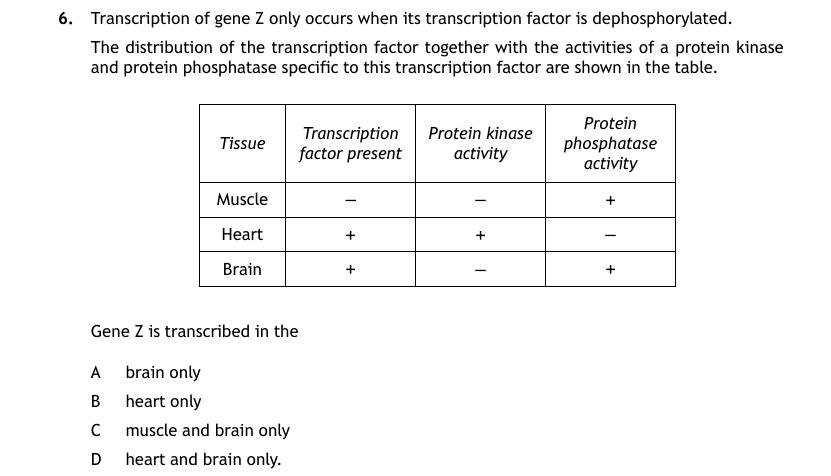 6. Transcription of gene Z only occurs when its transcription factor is dephosphorylated.
The distribution of the transcription factor together with the activities of a protein kinase
and protein phosphatase specific to this transcription factor are shown in the table.
Tissue
Transcription
factor present
Protein kinase
activity
Protein
phosphatase
activity
Muscle – – +
Heart + + –
Brain + – +
Gene Z is transcribed in the
A brain only
B heart only
C muscle and brain only
D heart and brain only.